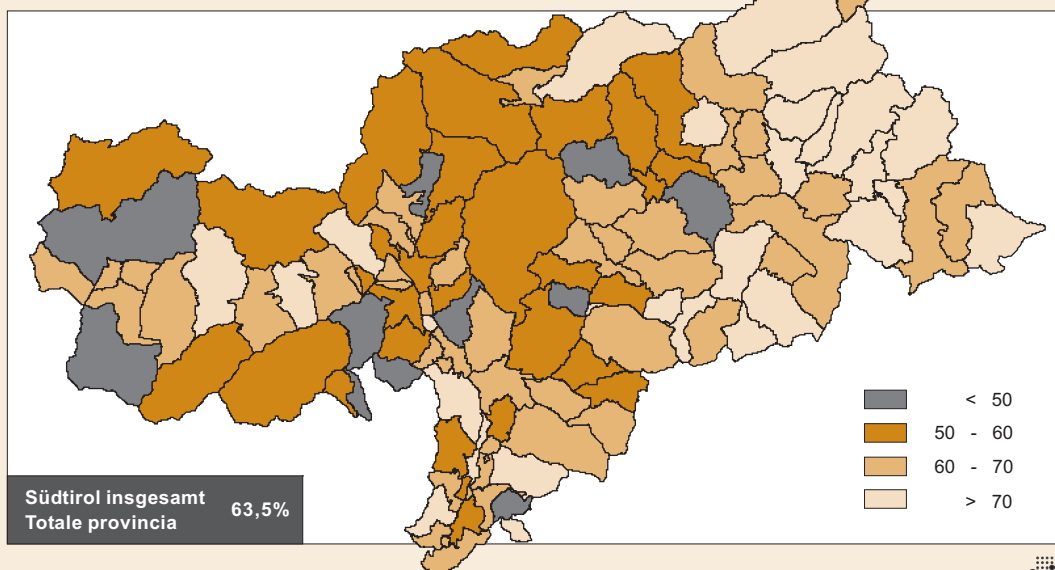 < 50
50 - 60
60 - 70
> 70
Südtirol insgesamt
Totale provincia
63,5%